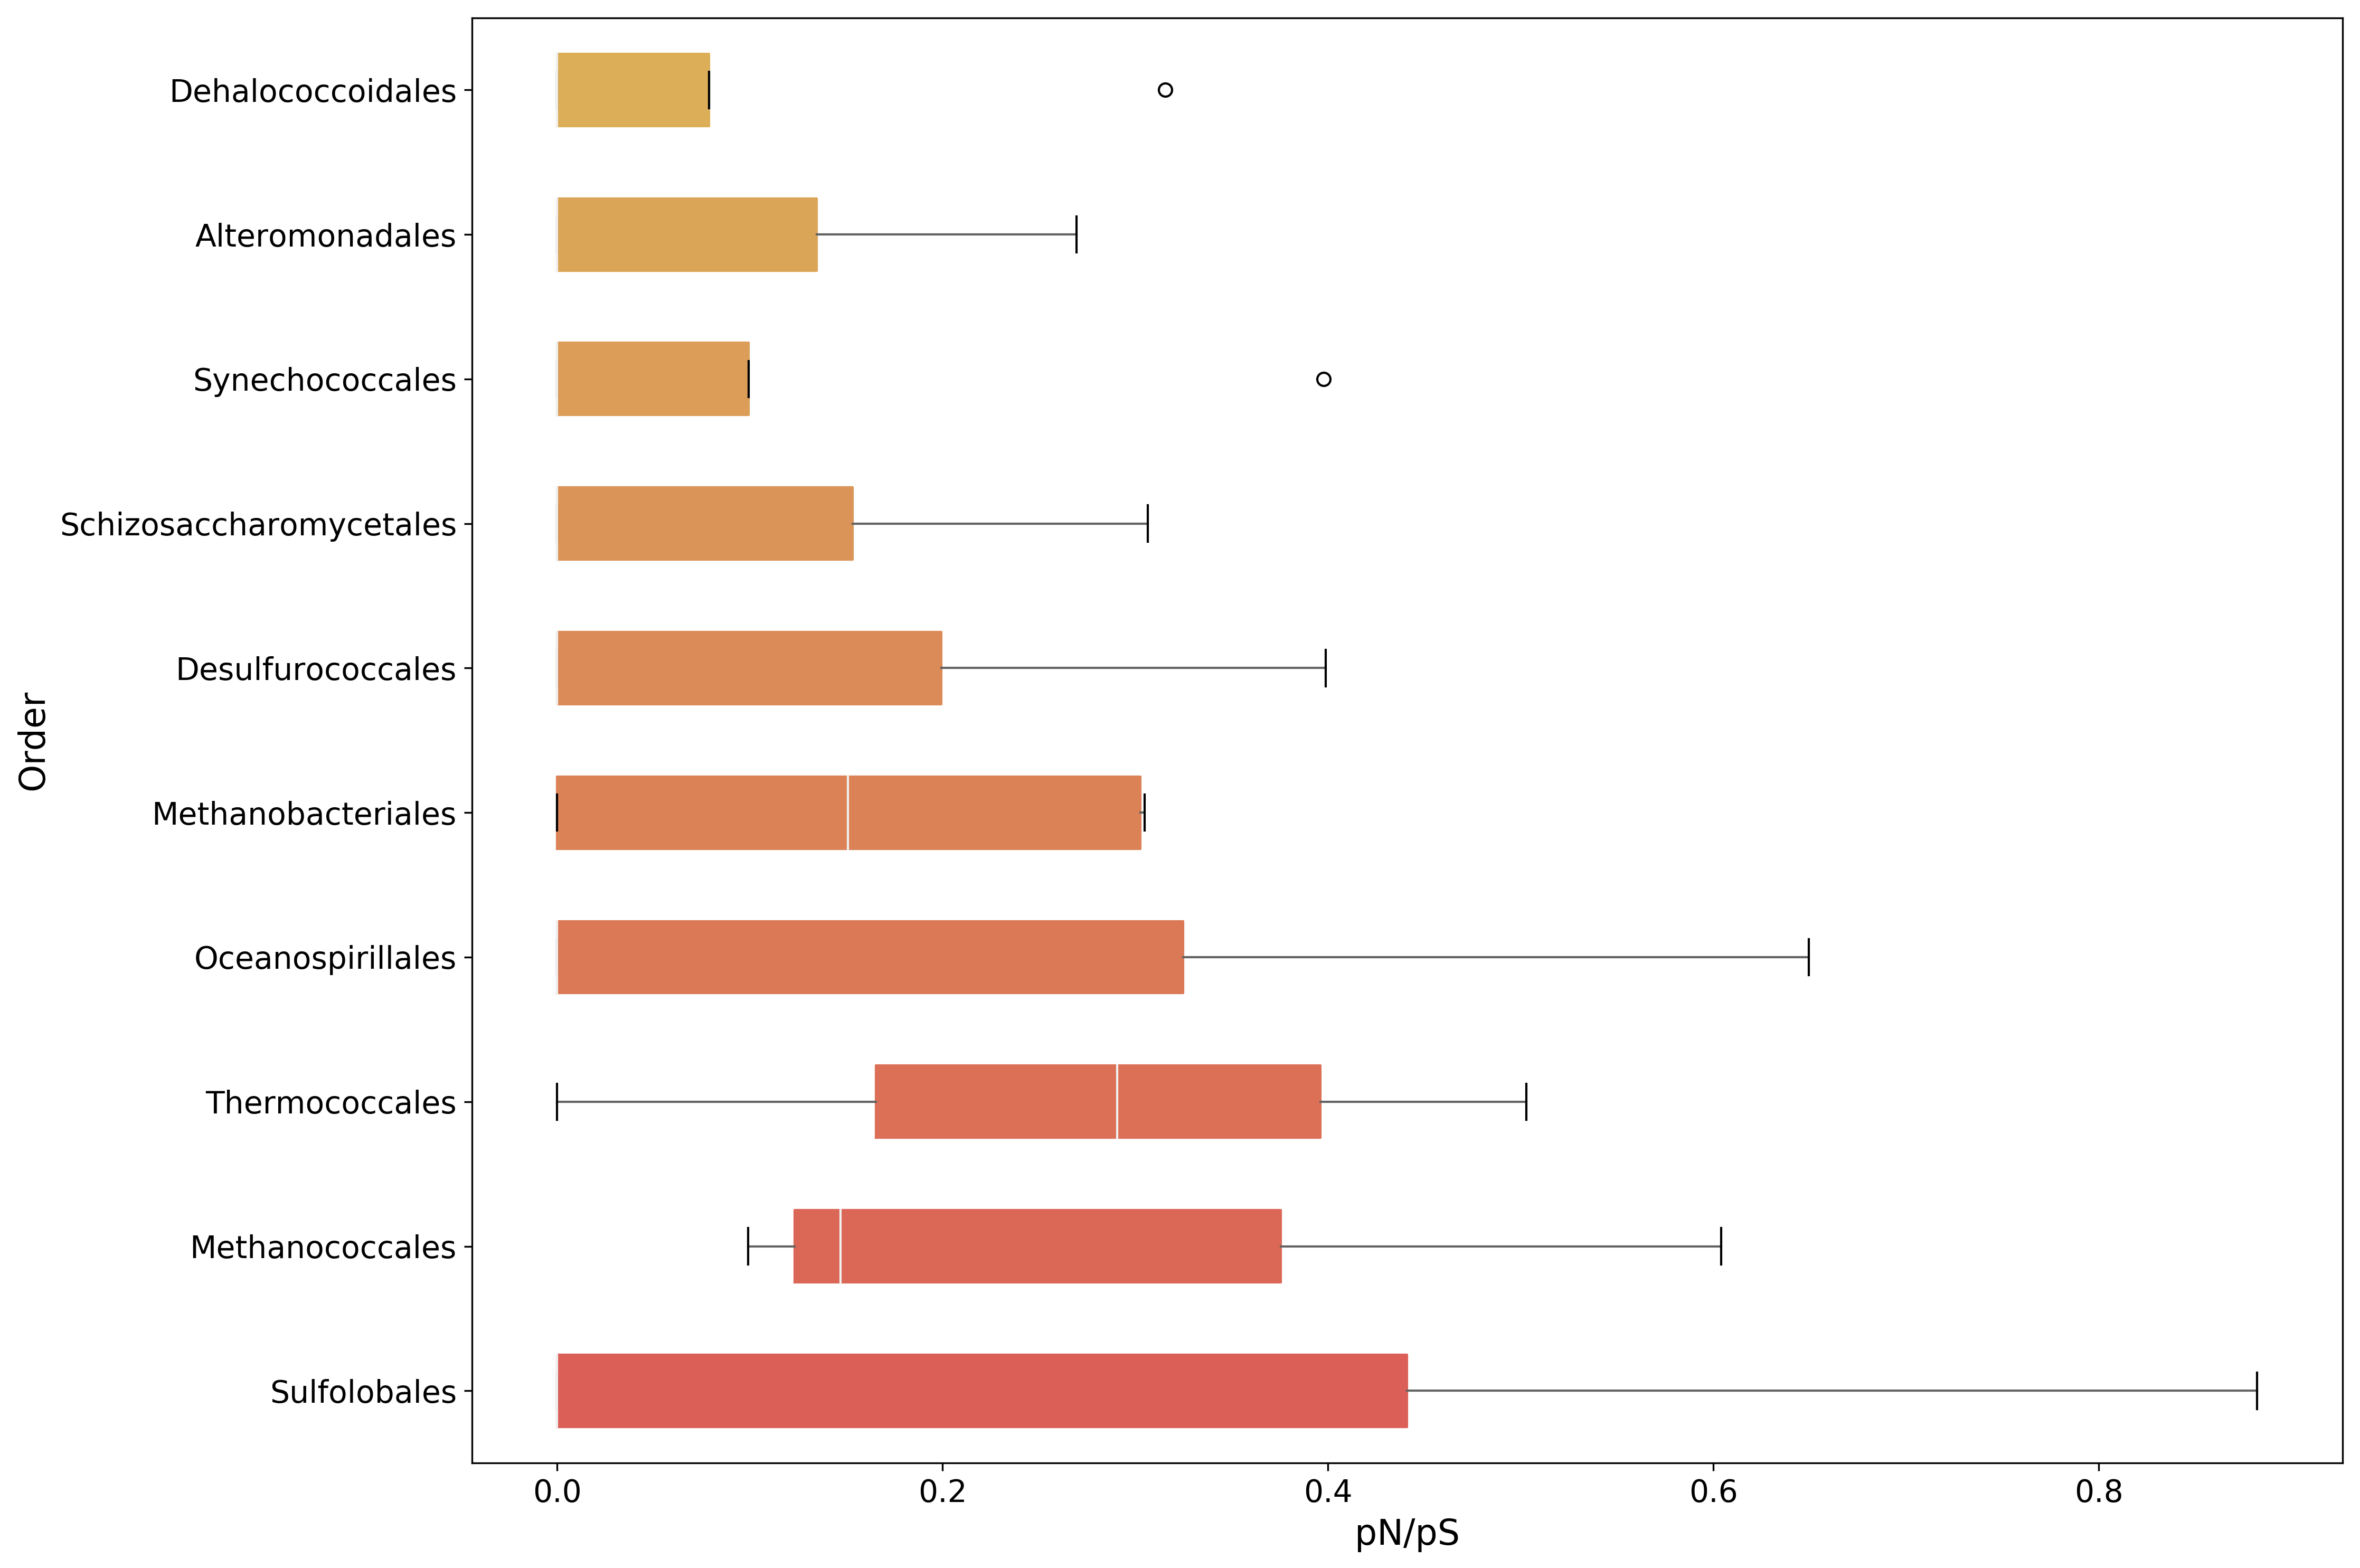 Dehalococcoidales
Alteromonadales
Synechococcales
Schizosaccharomycetales
Desulfurococcales
Order
Methanobacteriales
Oceanospirillales
Thermococcales
Methanococcales
Sulfolobales
0.0 0.2 0.4 0.6 0.8
pN/pS